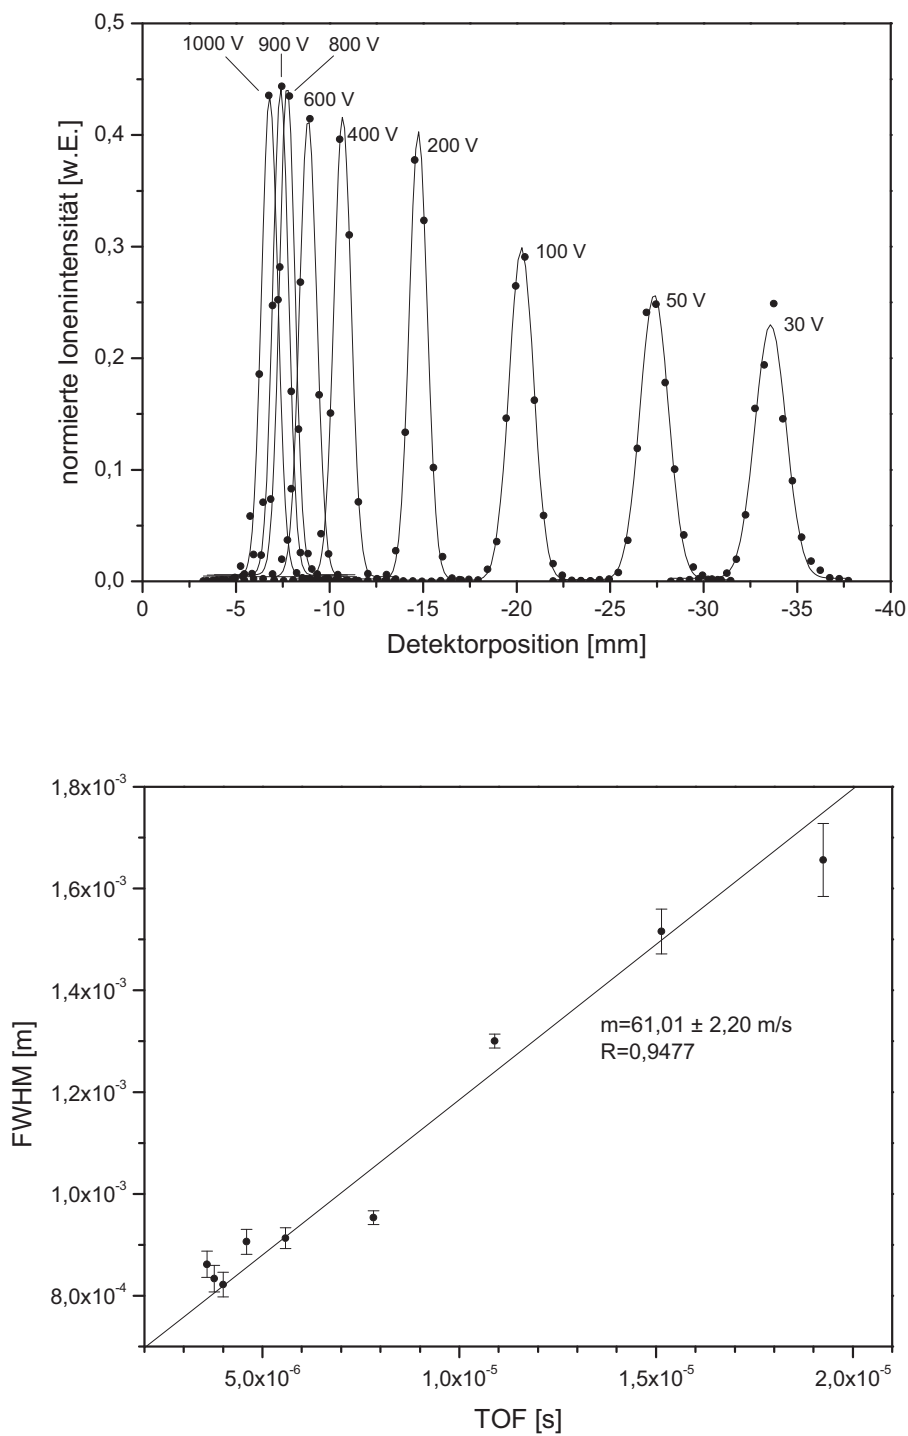 0,5
1000 V 900 V 800 V
600 V
0,4
400 V
200 V
normierte Ionenintensität [w.E.]
0,3
100 V
50 V
30 V
0,2
0,1
0,0
0 -5 -10 -15 -20 -25 -30 -35 -40
Detektorposition [mm]
1,8x10⁻³
1,6x10⁻³
1,4x10⁻³
m=61,01 ± 2,20 m/s
R=0,9477
FWHM [m]
1,2x10⁻³
1,0x10⁻³
8,0x10⁻⁴
5,0x10⁻⁶ 1,0x10⁻⁵ 1,5x10⁻⁵ 2,0x10⁻⁵
TOF [s]